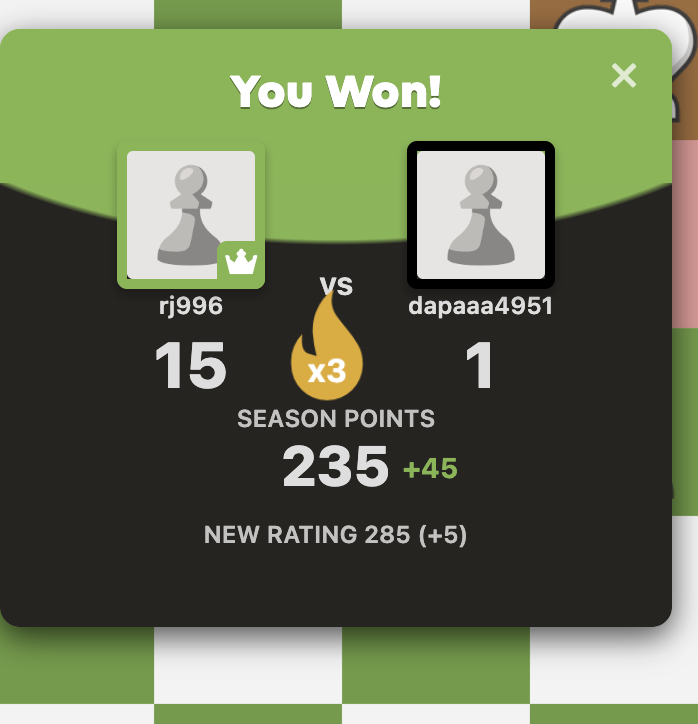 You Won!
rj996
vs
dapaaa4951
15
x3
1
SEASON POINTS
235 +45
NEW RATING 285 (+5)